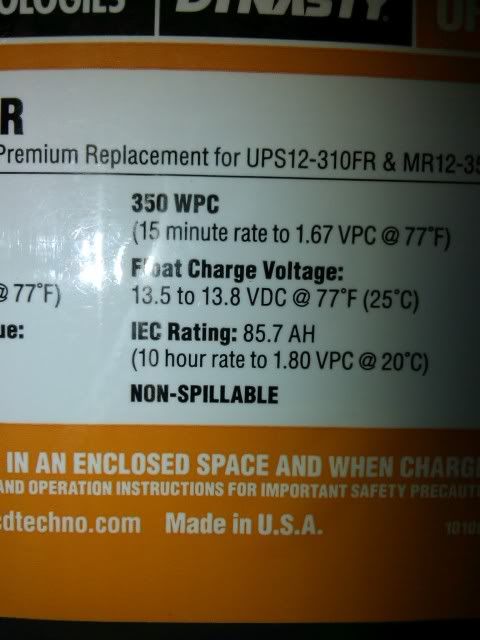 OLOGIES DYNASTY
R
Premium Replacement for UPS12-310FR & MR12-35
350 WPC
(15 minute rate to 1.67 VPC @ 77°F)
Float Charge Voltage:
@ 77°F) 13.5 to 13.8 VDC @ 77°F (25°C)
ue: IEC Rating: 85.7 AH
(10 hour rate to 1.80 VPC @ 20°C)
NON-SPILLABLE
IN AN ENCLOSED SPACE AND WHEN CHARG
AND OPERATION INSTRUCTIONS FOR IMPORTANT SAFETY PRECAUT
cdtechno.com Made in U.S.A.